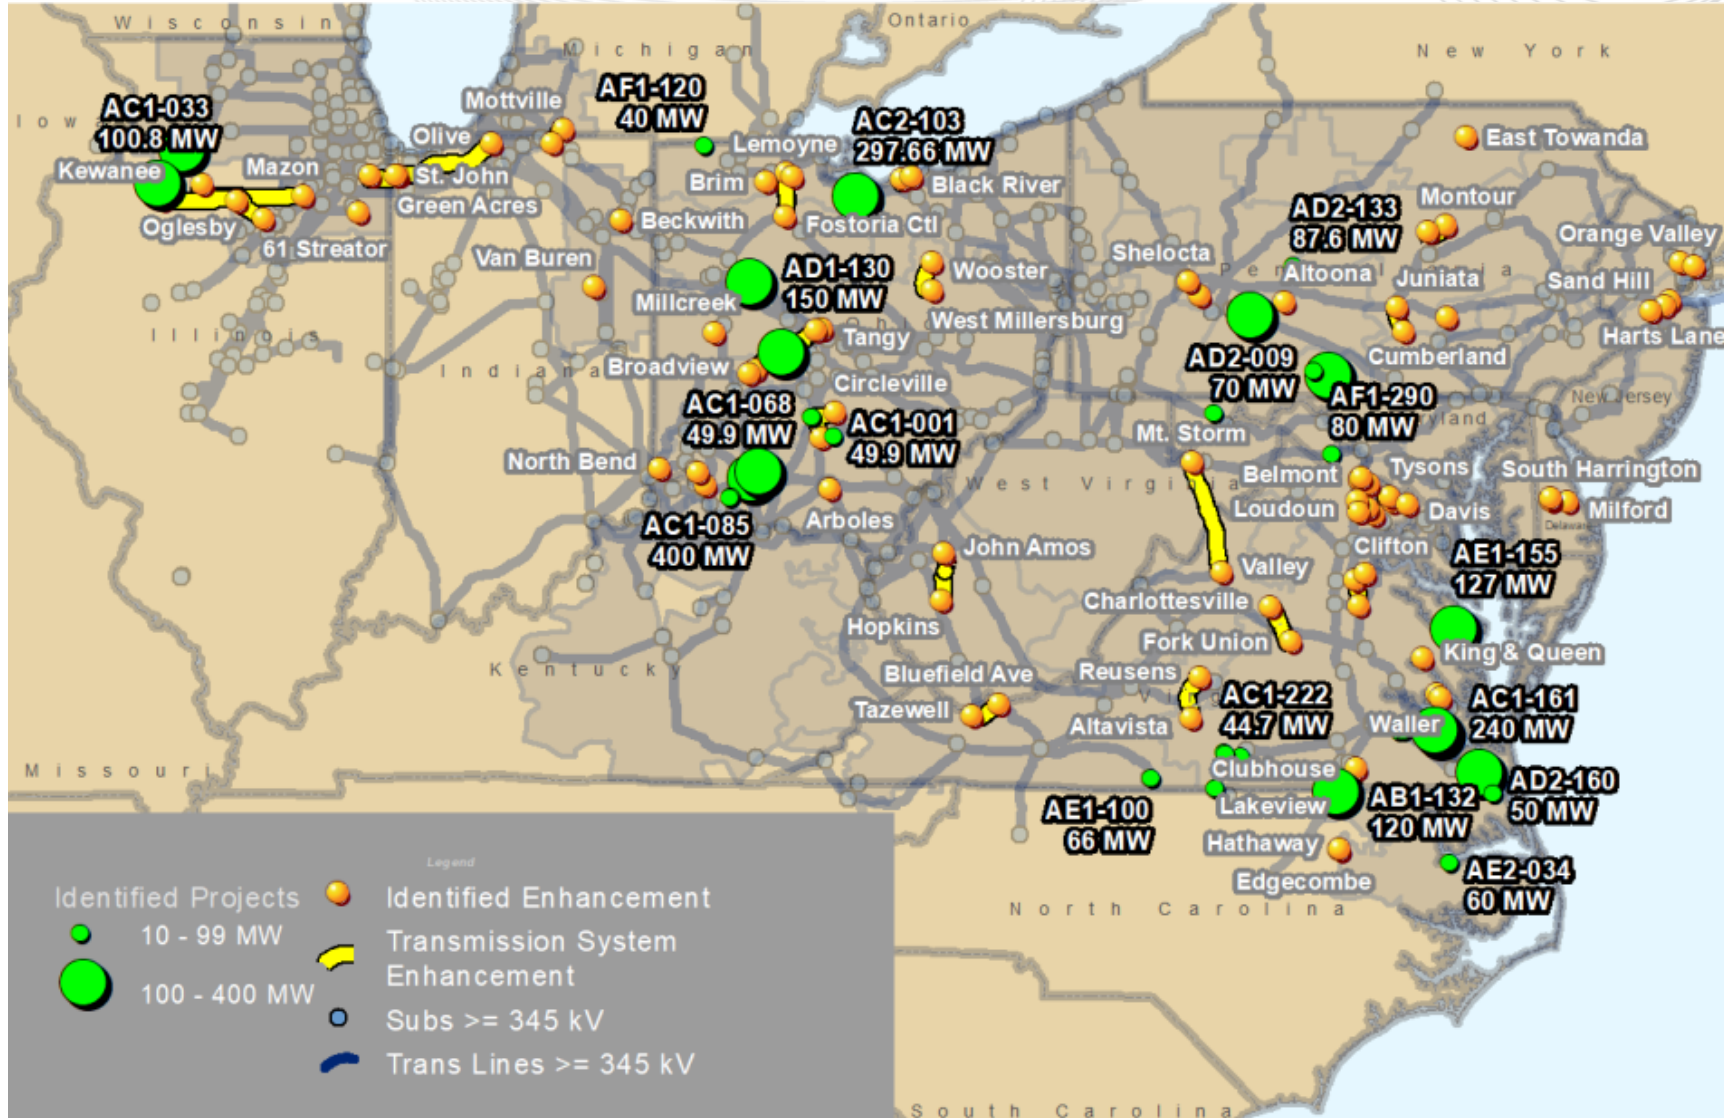 Wisconsin
Michigan
Ontario
New York
Iow
AC1-033
100.8 MW
Kewanee
Mazon
Oglesby
61 Streator
Olive
St. John
Green Acres
Mottville
AF1-120
40 MW
Lemoyne
Brim
AC2-103
297.66 MW
Black River
Fostoria Ctl
Beckwith
Van Buren
Millcreek
AD1-130
150 MW
Wooster
West Millersburg
Tangy
Broadview
Circleville
AC1-068
49.9 MW
AC1-001
49.9 MW
North Bend
AC1-085
400 MW
Arboles
John Amos
Hopkins
Bluefield Ave
Tazewell
East Towanda
Montour
AD2-133
87.6 MW
Shelocta
Altoona
Juniata
Orange Valley
Sand Hill
Harts Lane
Cumberland
AD2-009
70 MW
AF1-290
80 MW
Mt. Storm
Belmont
Tysons
South Harrington
Loudoun
Davis
Milford
Delaware
Clifton
AE1-155
127 MW
Valley
Charlottesville
Fork Union
King & Queen
Reusens
AC1-222
44.7 MW
Altavista
Waller
AC1-161
240 MW
Clubhouse
Lakeview
AD2-160
50 MW
AB1-132
120 MW
AE1-100
66 MW
Hathaway
Edgecombe
AE2-034
60 MW
Illinois
Indiana
West Virginia
New Jersey
Kentucky
Missouri
North Carolina
South Carolina
Legend
Identified Projects
10 - 99 MW
100 - 400 MW
Identified Enhancement
Transmission System
Enhancement
Subs >= 345 kV
Trans Lines >= 345 kV